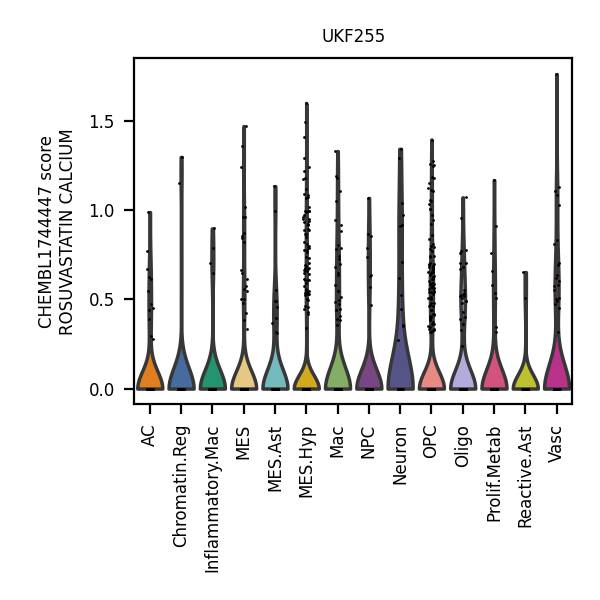 UKF255
CHEMBL1744447 score
ROSUVASTATIN CALCIUM
1.5
1.0
0.5
0.0
AC
Chromatin.Reg
Inflammatory.Mac
MES
MES.Ast
MES.Hyp
Mac
NPC
Neuron
OPC
Oligo
Prolif.Metab
Reactive.Ast
Vasc